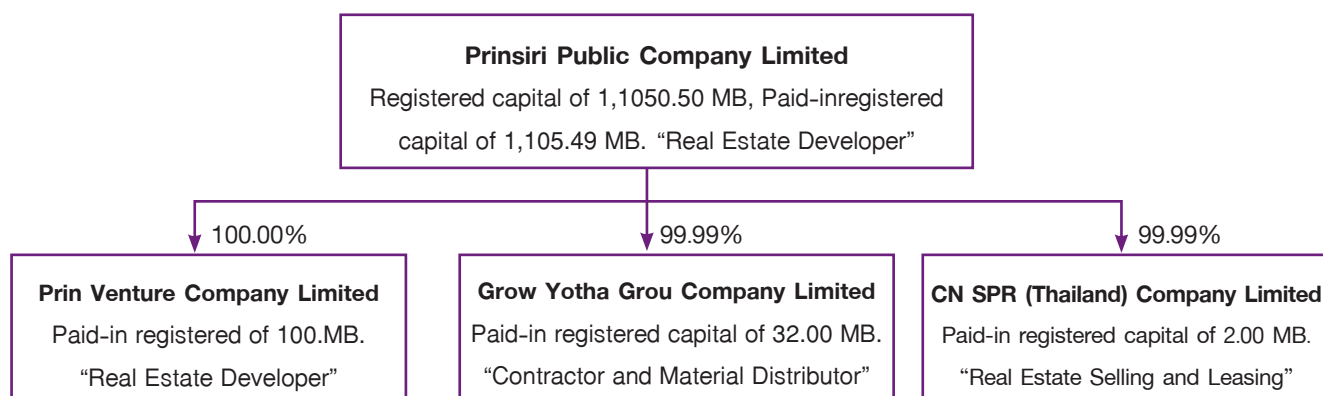 Prinsiri Public Company Limited
Registered capital of 1,1050.50 MB, Paid-inregistered
capital of 1,105.49 MB. “Real Estate Developer”
100.00%
99.99%
99.99%
Prin Venture Company Limited
Paid-in registered of 100.MB.
“Real Estate Developer”
Grow Yotha Grou Company Limited
Paid-in registered capital of 32.00 MB.
“Contractor and Material Distributor”
CN SPR (Thailand) Company Limited
Paid-in registered capital of 2.00 MB.
“Real Estate Selling and Leasing”